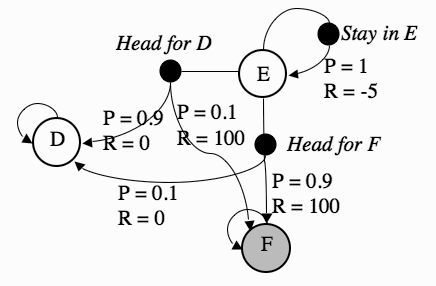 Head for D
Stay in E
E
P = 1
R = -5
P = 0.9
R = 0
P = 0.1
R = 100
D
Head for F
P = 0.1
R = 0
P = 0.9
R = 100
F